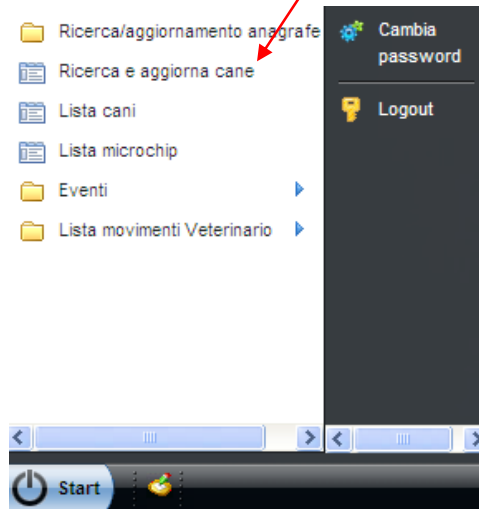 Ricerca/aggiornamento anagrafe
Ricerca e aggiorna cane
Lista cani
Lista microchip
Eventi
Lista movimenti Veterinario
Cambia
password
Logout
Start